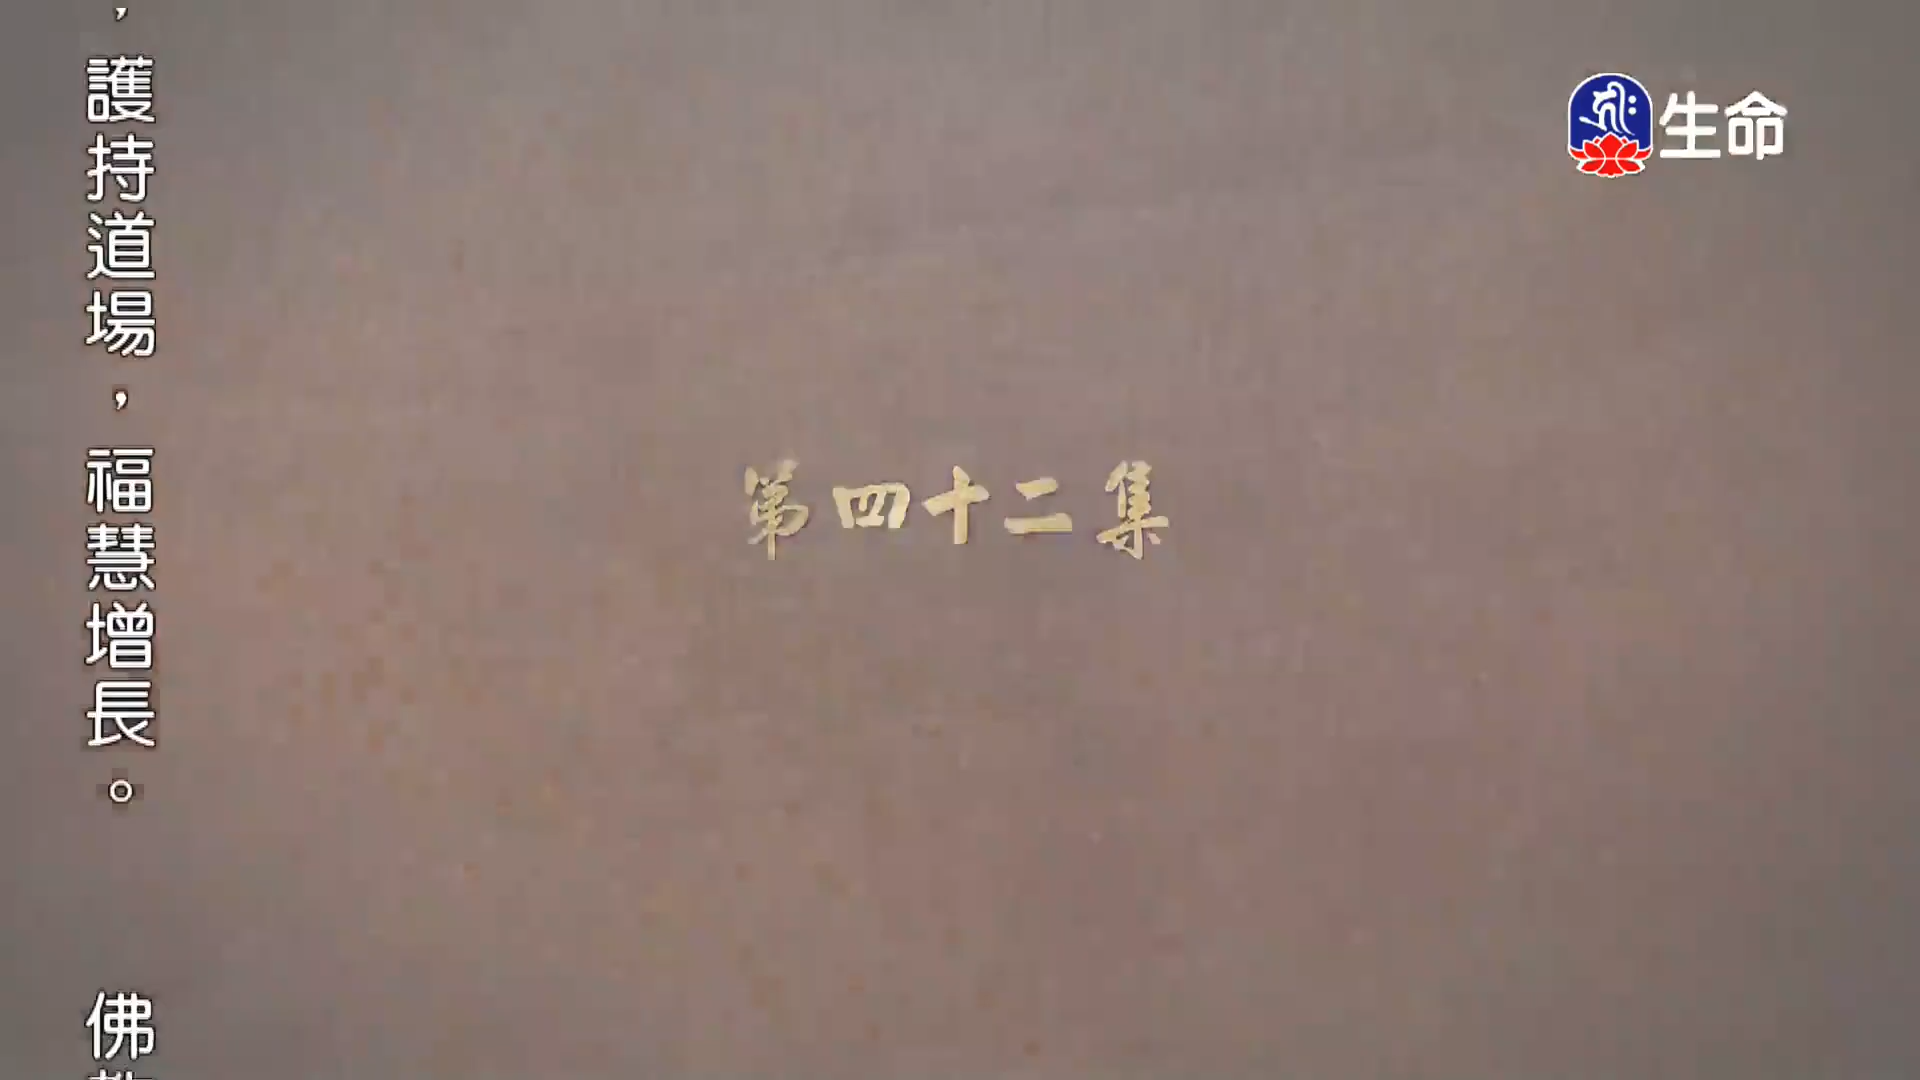 ，護持道場，福慧增長。 佛
生命
第四十二集